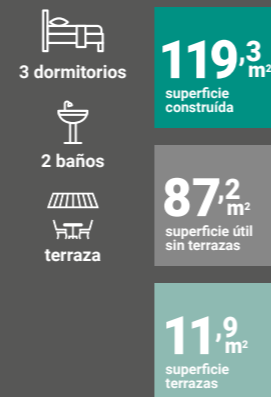 3 dormitorios
2 baños
terraza
119,3 m²
superficie
construída
87,2 m²
superficie útil
sin terrazas
11,9 m²
superficie
terrazas